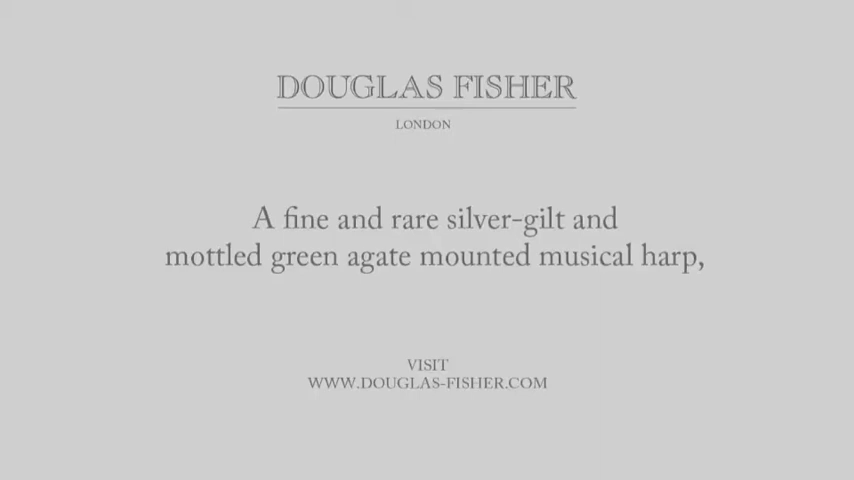 DOUGLAS FISHER
LONDON
A fine and rare silver-gilt and
mottled green agate mounted musical harp,
VISIT
WWW.DOUGLAS-FISHER.COM